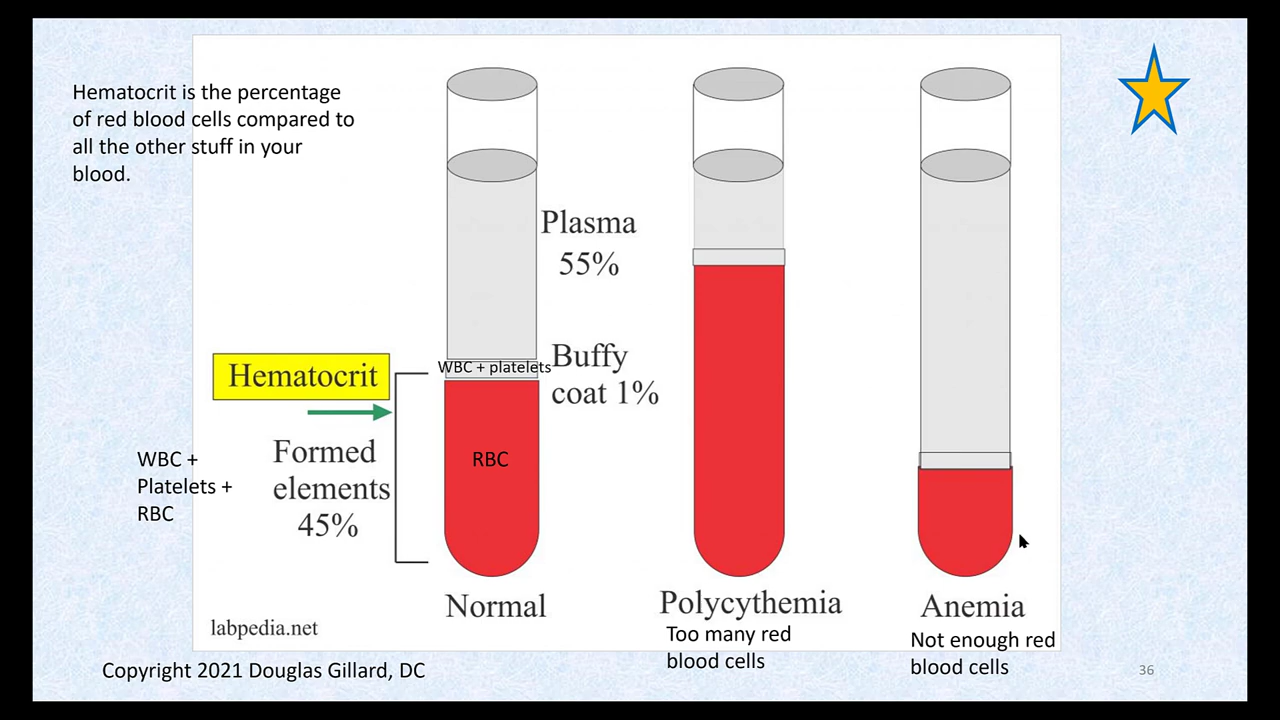 Hematocrit is the percentage
of red blood cells compared to
all the other stuff in your
blood.
Plasma
55%
WBC + platelets
Buffy
coat 1%
Hematocrit
Formed
elements
45%
WBC +
Platelets +
RBC
RBC
Normal
Polycythemia
Too many red
blood cells
Anemia
Not enough red
blood cells
labpedia.net
Copyright 2021 Douglas Gillard, DC
36